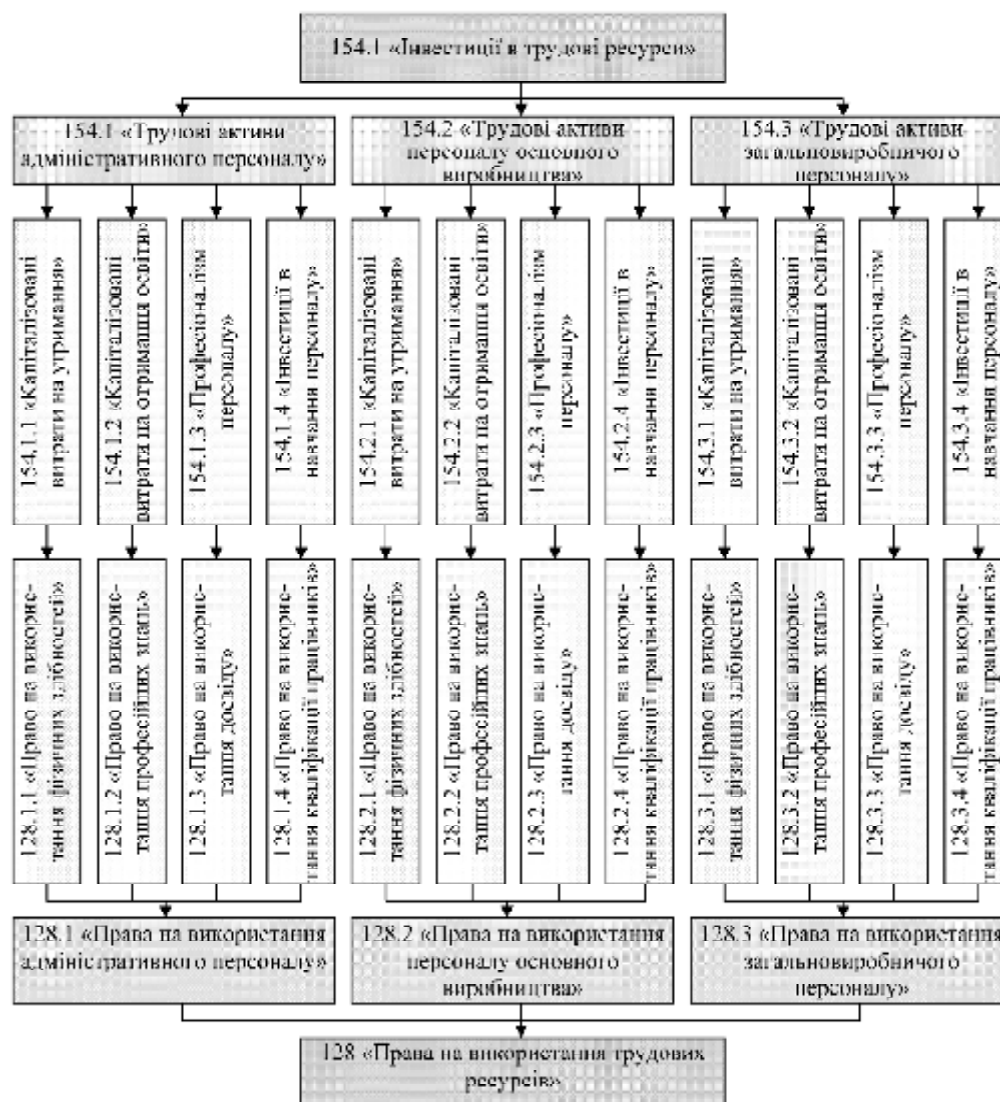 154.1 «Інвестиції в трудові ресурси»
154.1 «Трудові активи
адміністративного персоналу»
154.2 «Трудові активи
персоналу основного
виробництва»
154.3 «Трудові активи
загальновиробничого
персоналу»
154.1.1 «Капіталізовані
витрати на утримання»
154.1.2 «Капіталізовані
витрати на отримання освіти»
154.1.3 «Професіоналізм
персоналу»
154.1.4 «Інвестиції в
навчання персоналу»
154.2.1 «Капіталізовані
витрати на утримання»
154.2.2 «Капіталізовані
витрати на отримання освіти»
154.2.3 «Професіоналізм
персоналу»
154.2.4 «Інвестиції в
навчання персоналу»
154.3.1 «Капіталізовані
витрати на утримання»
154.3.2 «Капіталізовані
витрати на отримання освіти»
154.3.3 «Професіоналізм
персоналу»
154.3.4 «Інвестиції в
навчання персоналу»
128.1.1 «Право на викорис-
тання фізичних здібностей»
128.1.2 «Право на викорис-
тання професійних знань»
128.1.3 «Право на викорис-
тання досвіду»
128.1.4 «Право на викорис-
тання кваліфікації працівників»
128.2.1 «Право на викорис-
тання фізичних здібностей»
128.2.2 «Право на викорис-
тання професійних знань»
128.2.3 «Право на викорис-
тання досвіду»
128.2.4 «Право на викорис-
тання кваліфікації працівників»
128.3.1 «Право на викорис-
тання фізичних здібностей»
128.3.2 «Право на викорис-
тання професійних знань»
128.3.3 «Право на викорис-
тання досвіду»
128.3.4 «Право на викорис-
тання кваліфікації працівників»
128.1 «Права на використання
адміністративного персоналу»
128.2 «Права на використання
персоналу основного
виробництва»
128.3 «Права на використання
загальновиробничого
персоналу»
128 «Права на використання трудових
ресурсів»